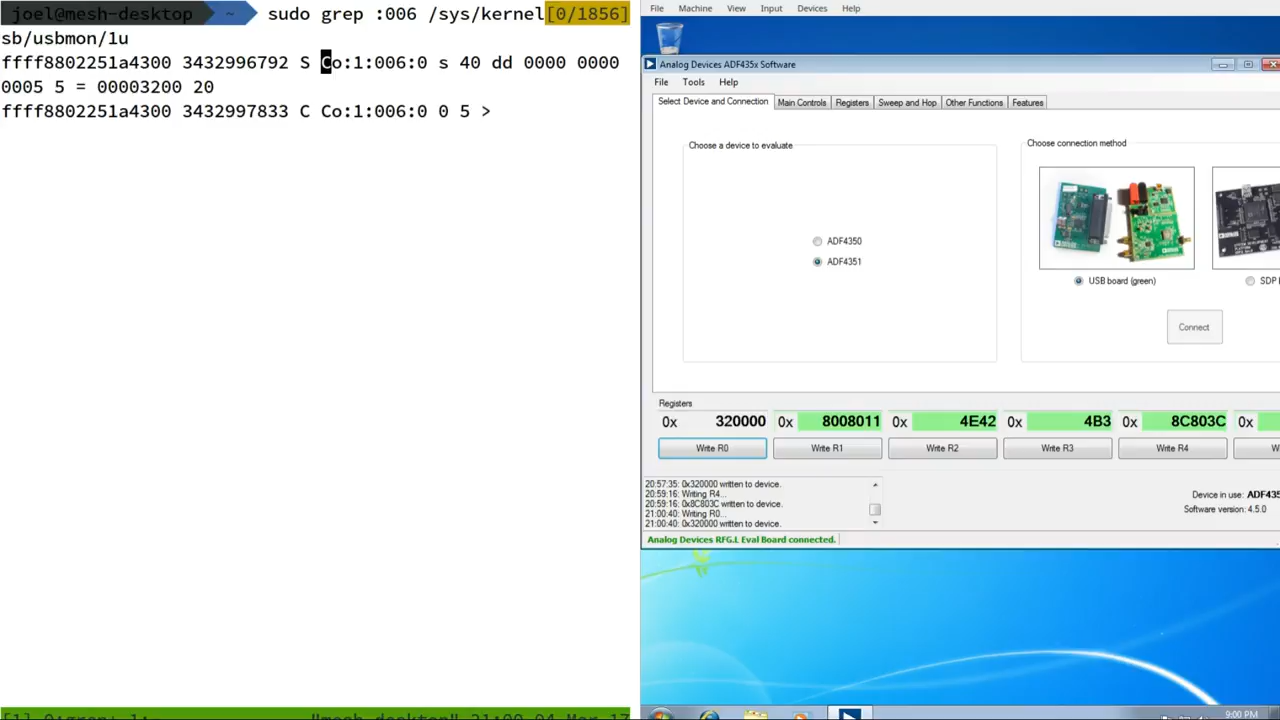 joel@mesh-desktop ~ sudo grep :006 /sys/kernel[0/1856]
sb/usbmon/1u
ffff8802251a4300 3432996792 S Co:1:006:0 s 40 dd 0000 0000
0005 5 = 00003200 20
ffff8802251a4300 3432997833 C Co:1:006:0 0 5 >
File Machine View Input Devices Help
Analog Devices ADF435x Software
File Tools Help
Select Device and Connection Main Controls Registers Sweep and Hop Other Functions Features
Choose a device to evaluate
Choose connection method
ADF4350
ADF4351
USB board (green)
SDP
Connect
Registers
0x 320000 0x 8008011 0x 4E42 0x 4B3 0x 8C803C 0x
Write R0 Write R1 Write R2 Write R3 Write R4
20:57:35: 0x320000 written to device.
20:59:16: Writing R4...
20:59:16: 0x8C803C written to device.
21:00:40: Writing R0...
21:00:40: 0x320000 written to device.
Device in use: ADF435
Software version: 4.5.0
Analog Devices RFG.L Eval Board connected.
9:00 PM